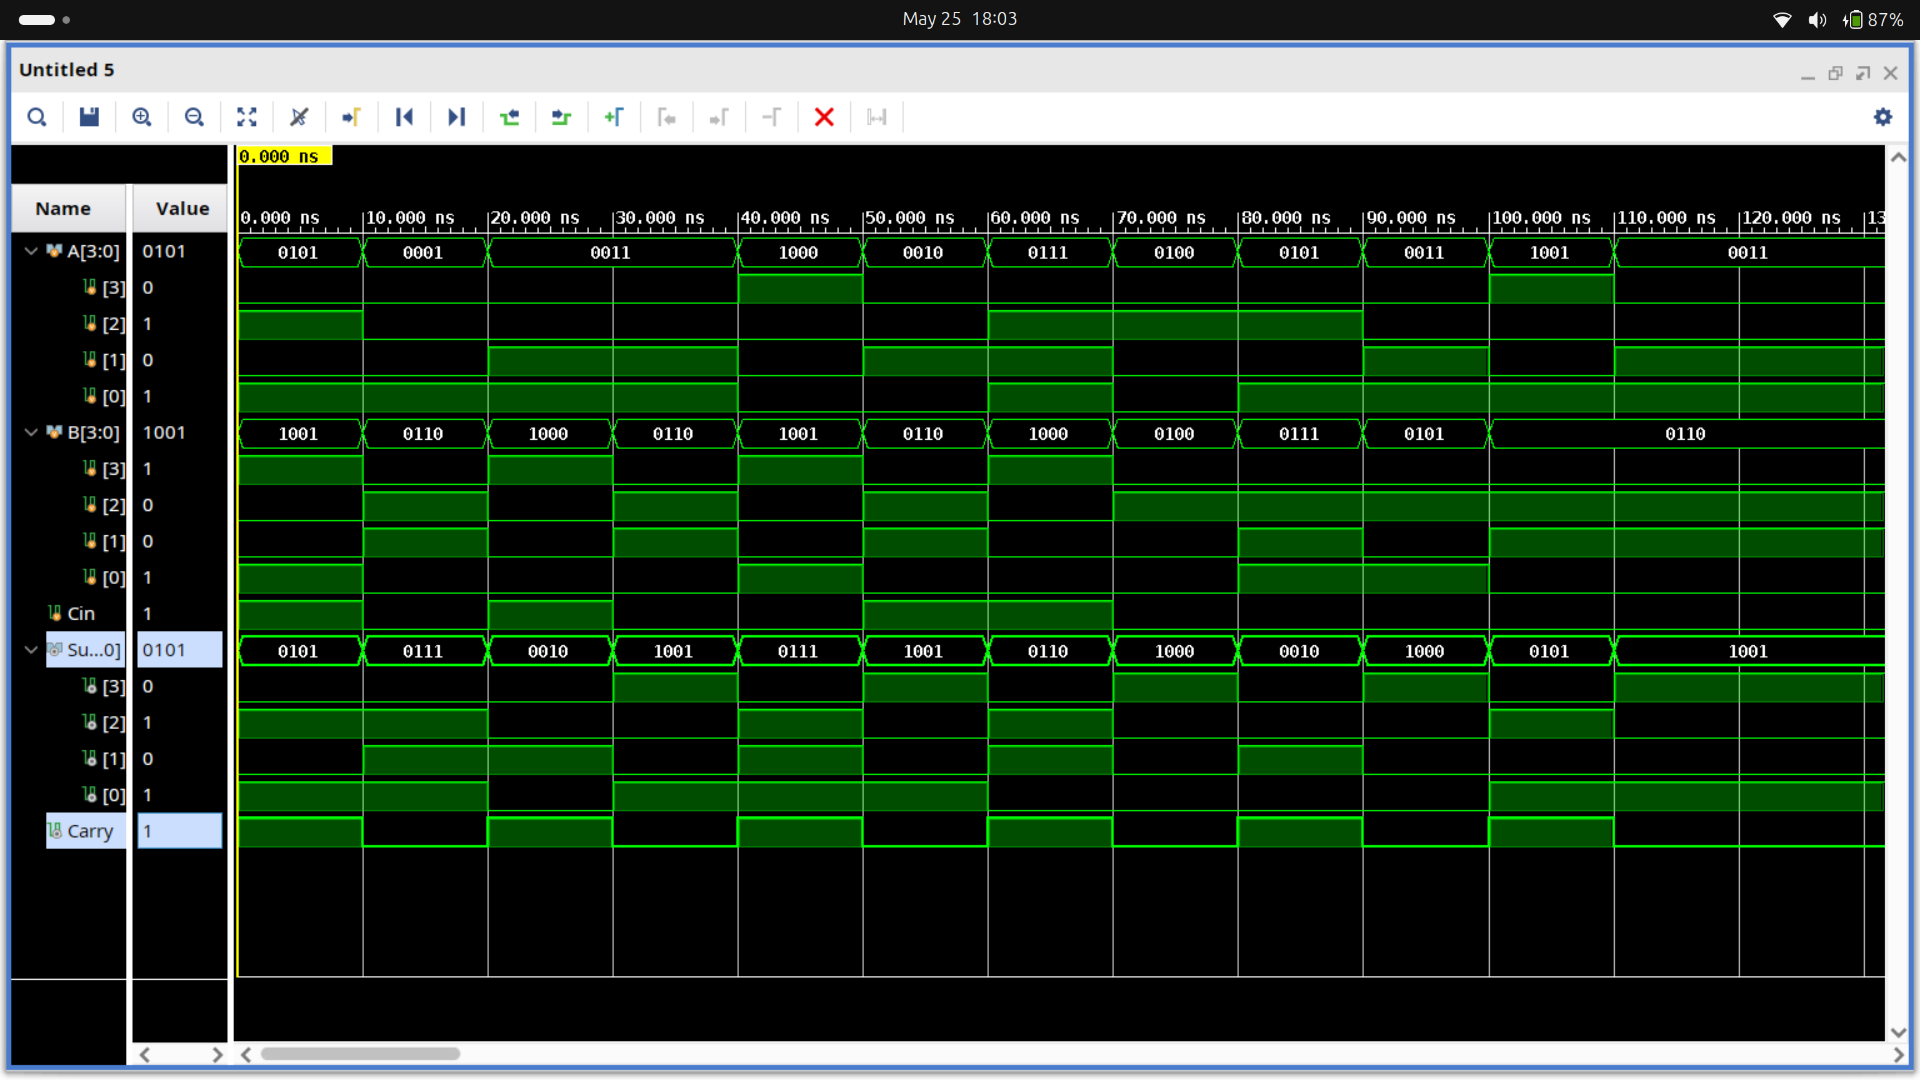 May 25 18:03
87%
Untitled 5
0.000 ns
Name Value
0.000 ns 10.000 ns 20.000 ns 30.000 ns 40.000 ns 50.000 ns 60.000 ns 70.000 ns 80.000 ns 90.000 ns 100.000 ns 110.000 ns 120.000 ns 13
A[3:0] 0101 0101 0001 0011 1000 0010 0111 0100 0101 0011 1001 0011
[3] 0
[2] 1
[1] 0
[0] 1
B[3:0] 1001 1001 0110 1000 0110 1001 0110 1000 0100 0111 0101 0110
[3] 1
[2] 0
[1] 0
[0] 1
Cin 1
Su...0] 0101 0101 0111 0010 1001 0111 1001 0110 1000 0010 1000 0101 1001
[3] 0
[2] 1
[1] 0
[0] 1
Carry 1